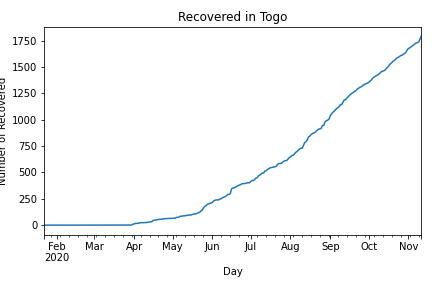 Recovered in Togo
Number of Recovered
1750
1500
1250
1000
750
500
250
0
Feb Mar Apr May Jun Jul Aug Sep Oct Nov
2020
Day